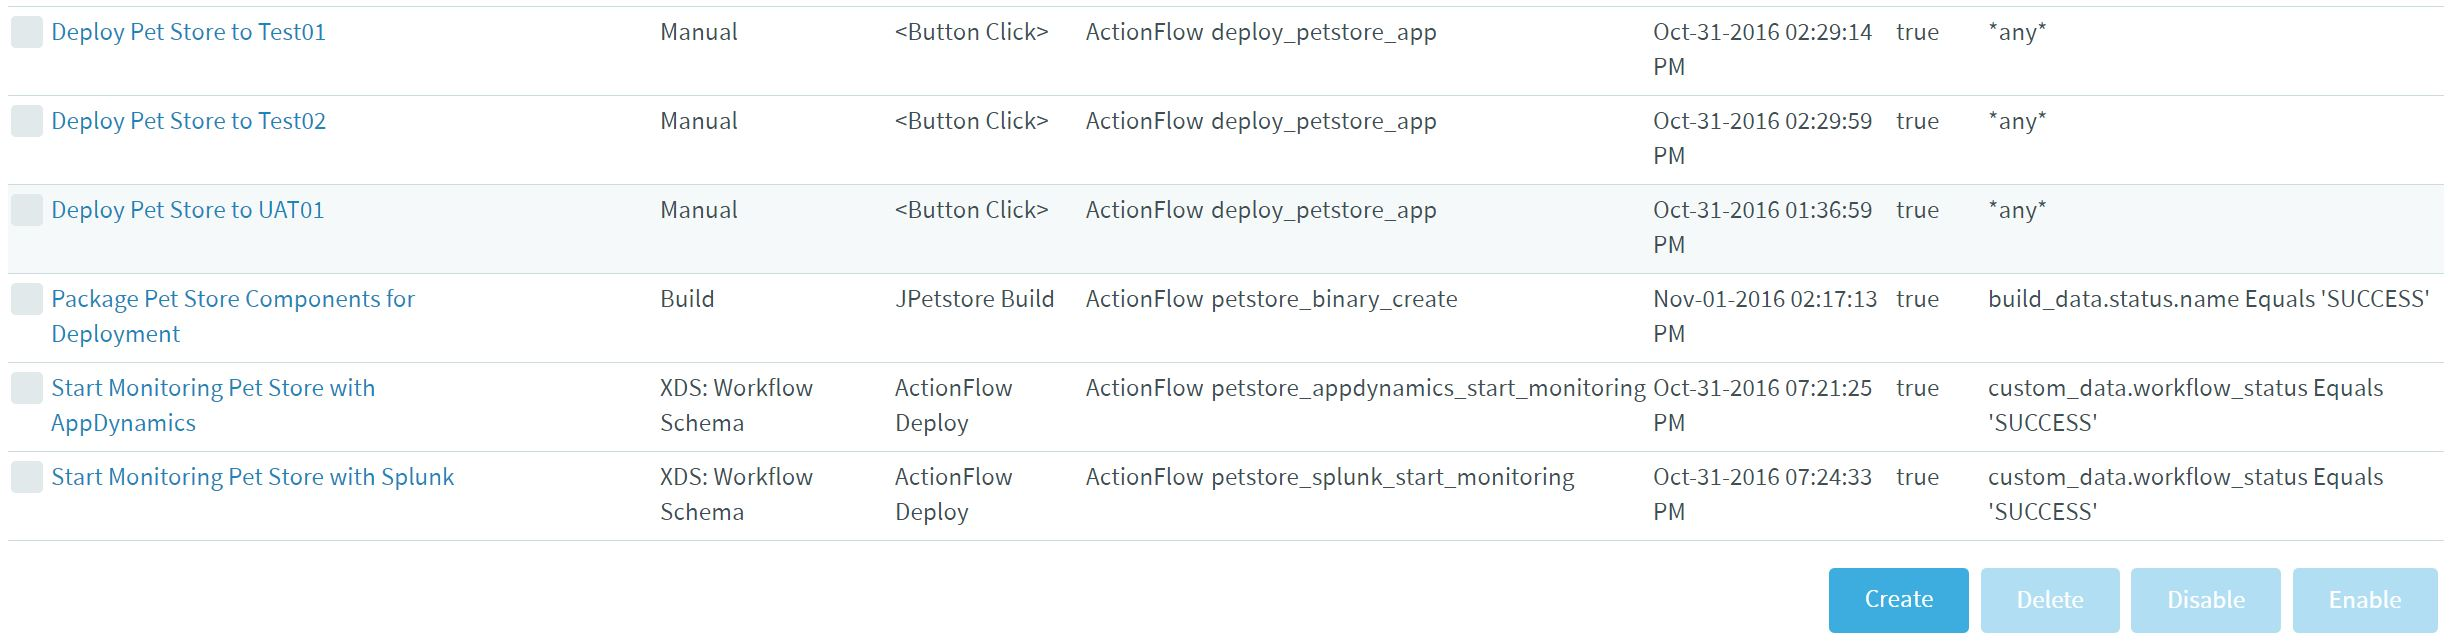 Deploy Pet Store to Test01 Manual <Button Click> ActionFlow deploy_petstore_app Oct-31-2016 02:29:14 true *any*
PM
Deploy Pet Store to Test02 Manual <Button Click> ActionFlow deploy_petstore_app Oct-31-2016 02:29:59 true *any*
PM
Deploy Pet Store to UAT01 Manual <Button Click> ActionFlow deploy_petstore_app Oct-31-2016 01:36:59 true *any*
PM
Package Pet Store Components for Build JPetstore Build ActionFlow petstore_binary_create Nov-01-2016 02:17:13 true build_data.status.name Equals 'SUCCESS'
Deployment PM
Start Monitoring Pet Store with XDS: Workflow ActionFlow ActionFlow petstore_appdynamics_start_monitoring Oct-31-2016 07:21:25 true custom_data.workflow_status Equals
AppDynamics Schema Deploy PM 'SUCCESS'
Start Monitoring Pet Store with Splunk XDS: Workflow ActionFlow ActionFlow petstore_splunk_start_monitoring Oct-31-2016 07:24:33 true custom_data.workflow_status Equals
Schema Deploy PM 'SUCCESS'
Create Delete Disable Enable